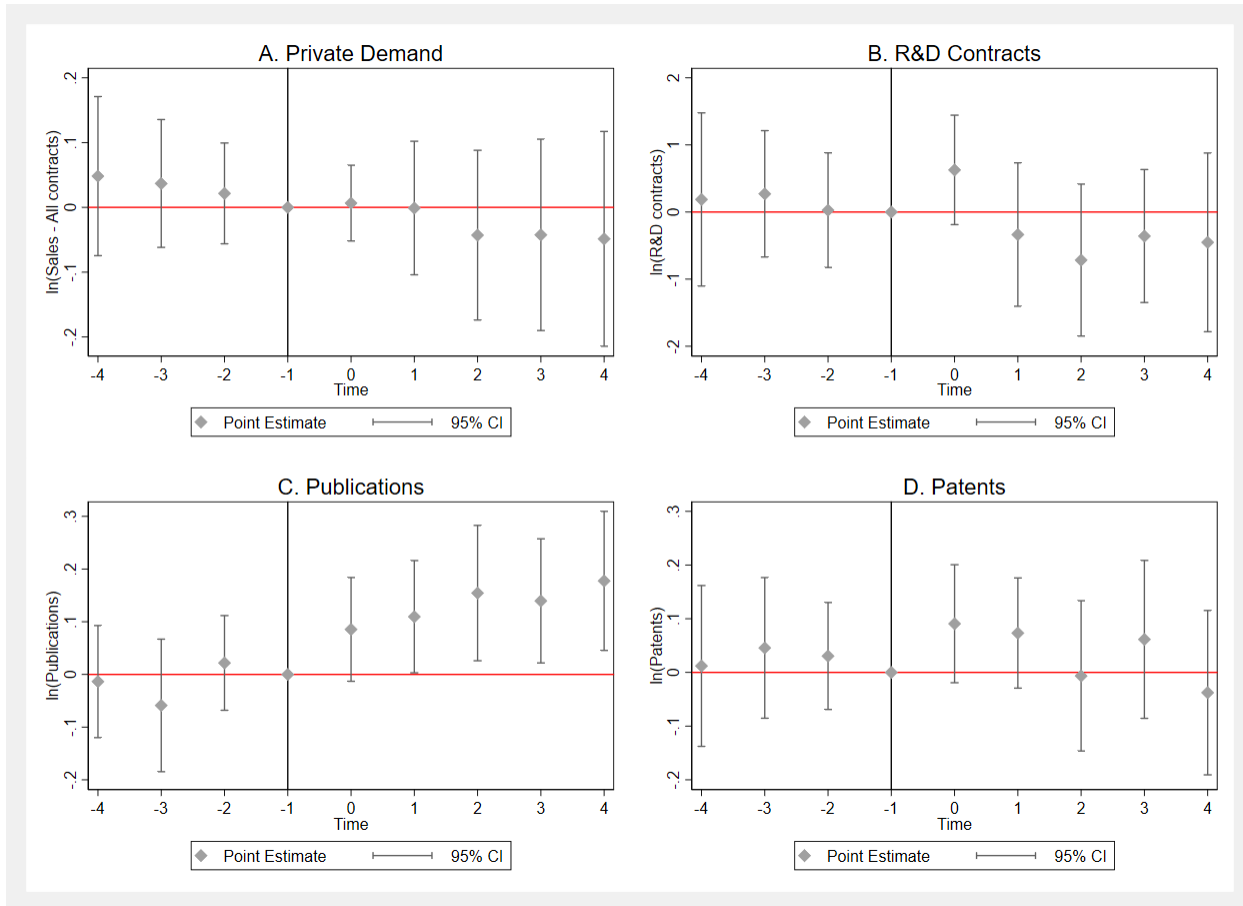 A. Private Demand
ln(Sales - All contracts)
.2
.1
0
-.1
-.2
-4 -3 -2 -1 0 1 2 3 4
Time
Point Estimate 95% CI
B. R&D Contracts
ln(R&D contracts)
2
1
0
-1
-2
-4 -3 -2 -1 0 1 2 3 4
Time
Point Estimate 95% CI
C. Publications
ln(Publications)
.3
.2
.1
0
-.1
-.2
-4 -3 -2 -1 0 1 2 3 4
Time
Point Estimate 95% CI
D. Patents
ln(Patents)
.3
.2
.1
0
-.1
-.2
-4 -3 -2 -1 0 1 2 3 4
Time
Point Estimate 95% CI